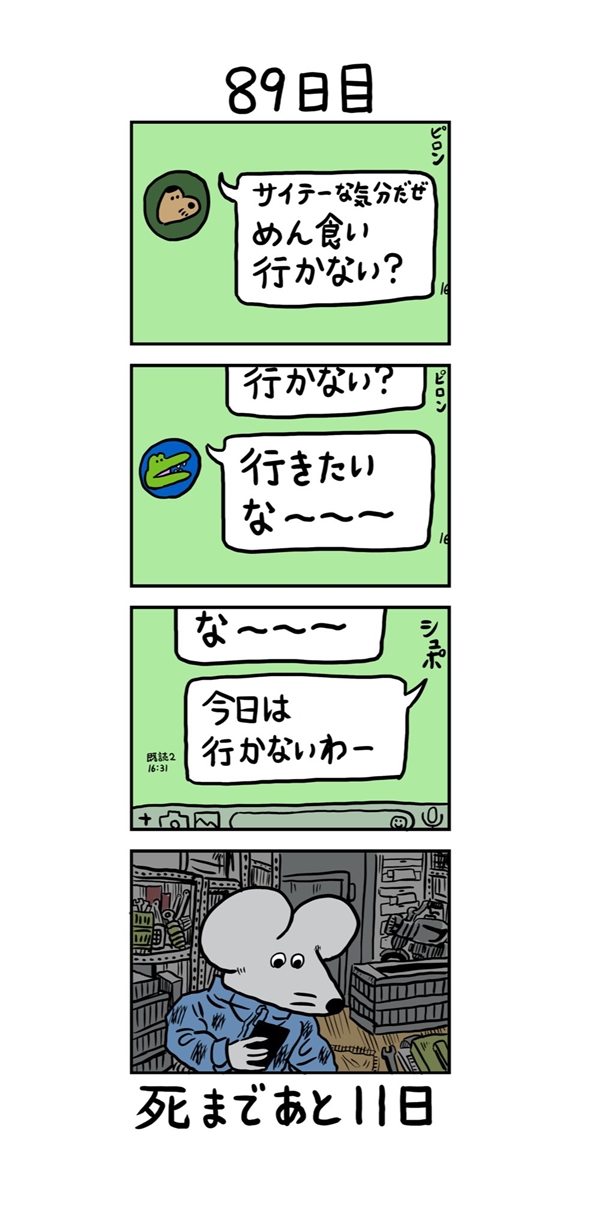 89日目
ピロン
サイテーな気分だぜ
めん食い
行かない?
16
行かない?
ピロン
行きたい
な〜〜〜
16
な〜〜〜
シュポ
今日は
行かないわー
既読2
16:31
死まであと11日